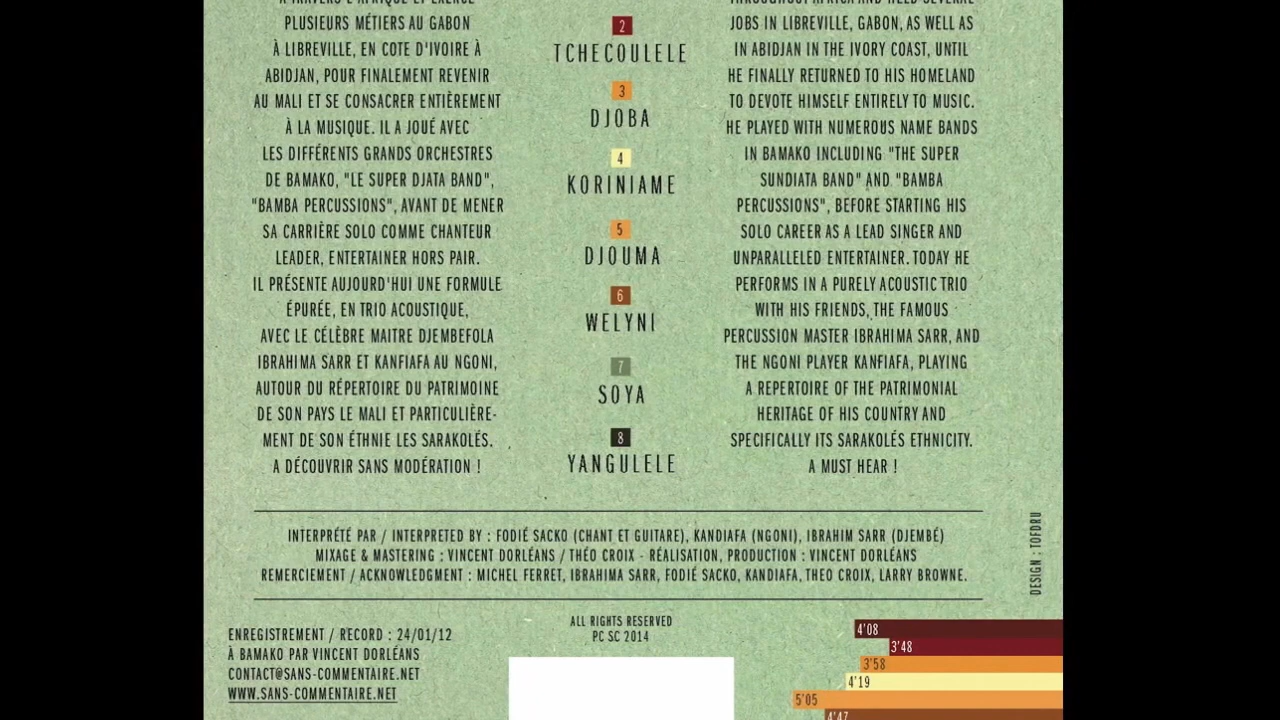 PLUSIEURS MÉTIERS AU GABON
À LIBREVILLE, EN COTE D'IVOIRE À
ABIDJAN, POUR FINALEMENT REVENIR
AU MALI ET SE CONSACRER ENTIÈREMENT
À LA MUSIQUE. IL A JOUÉ AVEC
LES DIFFÉRENTS GRANDS ORCHESTRES
DE BAMAKO, "LE SUPER DJATA BAND",
"BAMBA PERCUSSIONS", AVANT DE MENER
SA CARRIÈRE SOLO COMME CHANTEUR
LEADER, ENTERTAINER HORS PAIR.
IL PRÉSENTE AUJOURD'HUI UNE FORMULE
ÉPURÉE, EN TRIO ACOUSTIQUE,
AVEC LE CÉLÈBRE MAITRE DJEMBEFOLA
IBRAHIMA SARR ET KANFIAFA AU NGONI,
AUTOUR DU RÉPERTOIRE DU PATRIMOINE
DE SON PAYS LE MALI ET PARTICULIÈRE-
MENT DE SON ÉTHNIE LES SARAKOLÉS.
A DÉCOUVRIR SANS MODÉRATION !
2
TCHECOULELE
3
DJOBA
4
KORINIAME
5
DJOUMA
6
WELYNI
7
SOYA
8
YANGULELE
JOBS IN LIBREVILLE, GABON, AS WELL AS
IN ABIDJAN IN THE IVORY COAST, UNTIL
HE FINALLY RETURNED TO HIS HOMELAND
TO DEVOTE HIMSELF ENTIRELY TO MUSIC.
HE PLAYED WITH NUMEROUS NAME BANDS
IN BAMAKO INCLUDING "THE SUPER
SUNDIATA BAND" AND "BAMBA
PERCUSSIONS", BEFORE STARTING HIS
SOLO CAREER AS A LEAD SINGER AND
UNPARALLELED ENTERTAINER. TODAY HE
PERFORMS IN A PURELY ACOUSTIC TRIO
WITH HIS FRIENDS, THE FAMOUS
PERCUSSION MASTER IBRAHIMA SARR, AND
THE NGONI PLAYER KANFIAFA, PLAYING
A REPERTOIRE OF THE PATRIMONIAL
HERITAGE OF HIS COUNTRY AND
SPECIFICALLY ITS SARAKOLÉS ETHNICITY.
A MUST HEAR !
INTERPRÉTÉ PAR / INTERPRETED BY : FODIÉ SACKO (CHANT ET GUITARE), KANDIAFA (NGONI), IBRAHIM SARR (DJEMBÉ)
MIXAGE & MASTERING : VINCENT DORLÉANS / THÉO CROIX - RÉALISATION, PRODUCTION : VINCENT DORLÉANS
REMERCIEMENT / ACKNOWLEDGMENT : MICHEL FERRET, IBRAHIMA SARR, FODIÉ SACKO, KANDIAFA, THEO CROIX, LARRY BROWNE.
DESIGN : TOFORU
ENREGISTREMENT / RECORD : 24/01/12
À BAMAKO PAR VINCENT DORLÉANS
CONTACT@SANS-COMMENTAIRE.NET
WWW.SANS-COMMENTAIRE.NET
ALL RIGHTS RESERVED
PC SC 2014
4'08
3'48
3'58
4'19
5'05
4'47